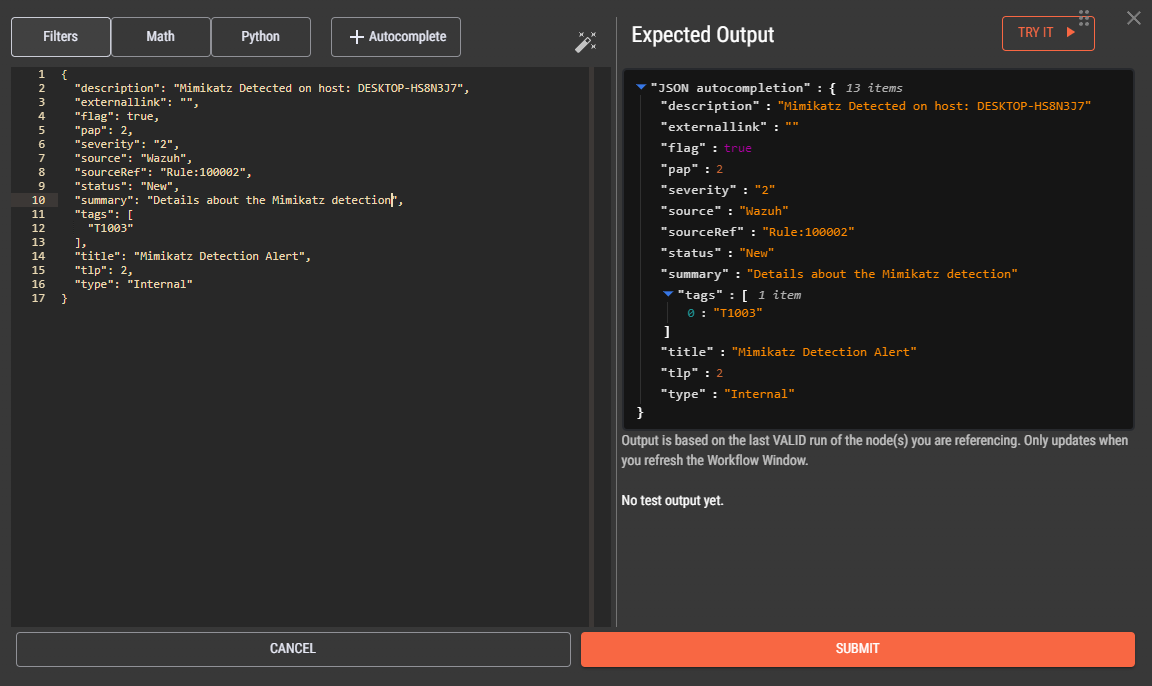 Filters
Math
Python
+ Autocomplete
1 {
2 "description": "Mimikatz Detected on host: DESKTOP-HS8N3J7",
3 "externallink": "",
4 "flag": true,
5 "pap": 2,
6 "severity": "2",
7 "source": "Wazuh",
8 "sourceRef": "Rule:100002",
9 "status": "New",
10 "summary": "Details about the Mimikatz detection",
11 "tags": [
12 "T1003"
13 ],
14 "title": "Mimikatz Detection Alert",
15 "tlp": 2,
16 "type": "Internal"
17 }
Expected Output
TRY IT
"JSON autocompletion" : { 13 items
"description" : "Mimikatz Detected on host: DESKTOP-HS8N3J7"
"externallink" : ""
"flag" : true
"pap" : 2
"severity" : "2"
"source" : "Wazuh"
"sourceRef" : "Rule:100002"
"status" : "New"
"summary" : "Details about the Mimikatz detection"
"tags" : [ 1 item
0 : "T1003"
]
"title" : "Mimikatz Detection Alert"
"tlp" : 2
"type" : "Internal"
}
Output is based on the last VALID run of the node(s) you are referencing. Only updates when
you refresh the Workflow Window.
No test output yet.
CANCEL
SUBMIT